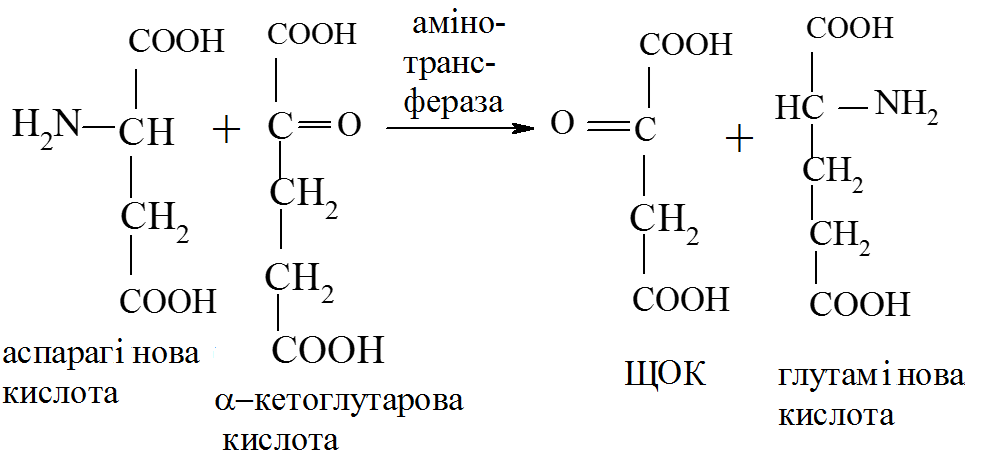 COOH
H₂N—CH
CH₂
COOH
аспарагі нова
кислота
+
COOH
C=O
CH₂
CH₂
COOH
α−кетоглутарова
кислота
аміно-
транс-
фераза
COOH
O=C
CH₂
COOH
ЩОК
+
COOH
HC—NH₂
CH₂
CH₂
COOH
глутам і нова
кислота